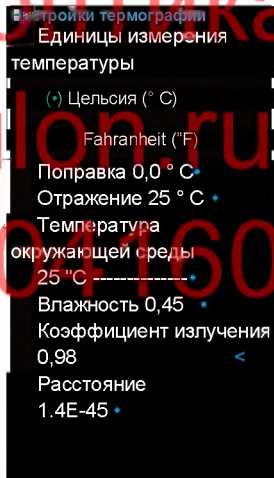 Настройки термографии
Единицы измерения
температуры
(•) Цельсия (° C)
Fahranheit ("F)
Поправка 0,0 ° C•
Отражение 25 ° C •
Температура
окружающей среды
25 "C --------------•
Влажность 0,45 •
Коэффициент излучения
0,98 <
Расстояние
1.4E-45 •